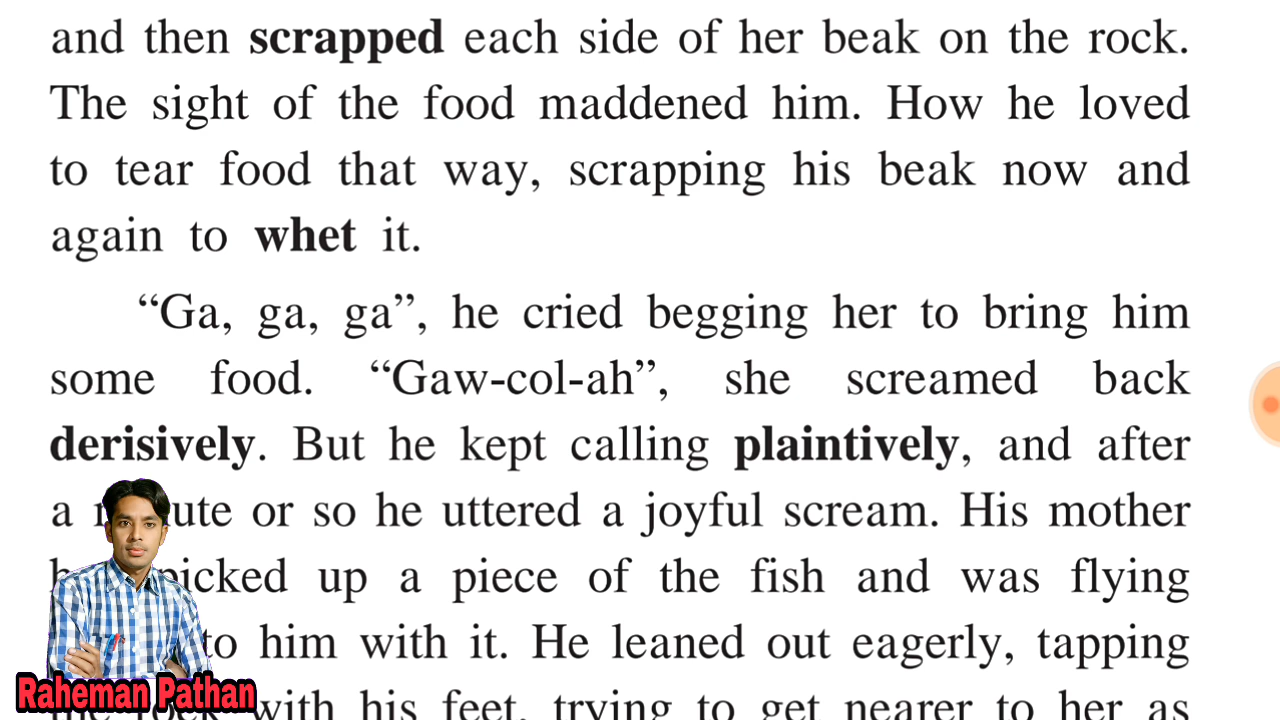 and then scrapped each side of her beak on the rock.
The sight of the food maddened him. How he loved
to tear food that way, scrapping his beak now and
again to whet it.
“Ga, ga, ga”, he cried begging her to bring him
some food. “Gaw-col-ah”, she screamed back
derisively. But he kept calling plaintively, and after
a minute or so he uttered a joyful scream. His mother
picked up a piece of the fish and was flying
to him with it. He leaned out eagerly, tapping
the rock with his feet, trying to get nearer to her as
Raheman Pathan